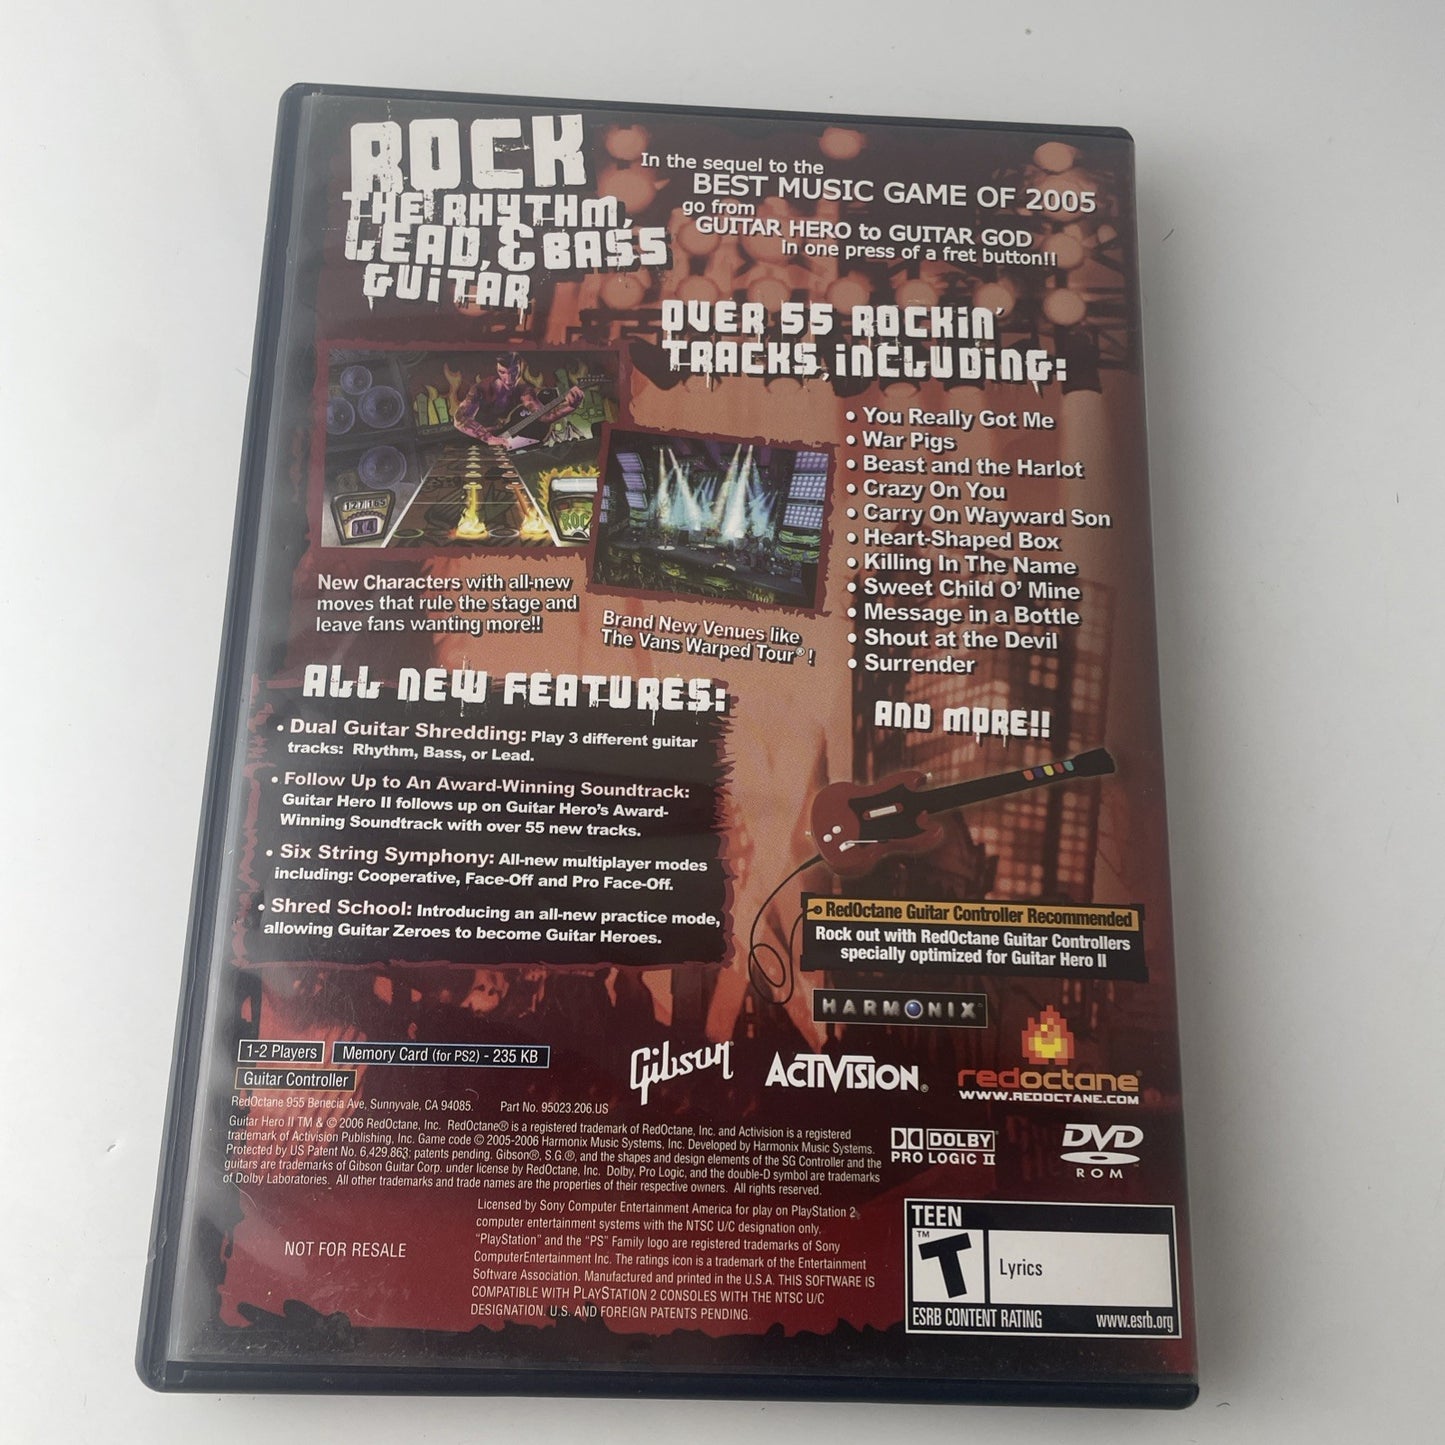 ROCK
THE RHYTHM,
LEAD, & BASS
GUITAR
In the sequel to the
BEST MUSIC GAME OF 2005
go from
GUITAR HERO to GUITAR GOD
in one press of a fret button!!
OVER 55 ROCKIN'
TRACKS, INCLUDING:
• You Really Got Me
• War Pigs
• Beast and the Harlot
• Crazy On You
• Carry On Wayward Son
• Heart-Shaped Box
• Killing In The Name
• Sweet Child O' Mine
• Message in a Bottle
• Shout at the Devil
• Surrender
AND MORE!!
New Characters with all-new
moves that rule the stage and
leave fans wanting more!!
Brand New Venues like
The Vans Warped Tour®!
ALL NEW FEATURES:
• Dual Guitar Shredding: Play 3 different guitar
tracks: Rhythm, Bass, or Lead.
• Follow Up to An Award-Winning Soundtrack:
Guitar Hero II follows up on Guitar Hero's Award-
Winning Soundtrack with over 55 new tracks.
• Six String Symphony: All-new multiplayer modes
including: Cooperative, Face-Off and Pro Face-Off.
• Shred School: Introducing an all-new practice mode,
allowing Guitar Zeroes to become Guitar Heroes.
RedOctane Guitar Controller Recommended
Rock out with RedOctane Guitar Controllers
specially optimized for Guitar Hero II
HARMONIX
1-2 Players
Memory Card (for PS2) - 235 KB
Guitar Controller
Gibson
ACTIVISION®
redoctane®
WWW.REDOCTANE.COM
RedOctane 955 Benecia Ave, Sunnyvale, CA 94085. Part No. 95023.206.US
Guitar Hero II TM & © 2006 RedOctane, Inc. RedOctane® is a registered trademark of RedOctane, Inc. and Activision is a registered
trademark of Activision Publishing, Inc. Game code © 2005-2006 Harmonix Music Systems, Inc. Developed by Harmonix Music Systems.
Protected by US Patent No. 6,429,863; patents pending. Gibson®, S.G.®, and the shapes and design elements of the SG Controller and the
guitars are trademarks of Gibson Guitar Corp. under license by RedOctane, Inc. Dolby, Pro Logic, and the double-D symbol are trademarks
of Dolby Laboratories. All other trademarks and trade names are the properties of their respective owners. All rights reserved.
DOLBY
PRO LOGIC II
DVD
ROM
NOT FOR RESALE
Licensed by Sony Computer Entertainment America for play on PlayStation 2
computer entertainment systems with the NTSC U/C designation only.
"PlayStation" and the "PS" Family logo are registered trademarks of Sony
ComputerEntertainment Inc. The ratings icon is a trademark of the Entertainment
Software Association. Manufactured and printed in the U.S.A. THIS SOFTWARE IS
COMPATIBLE WITH PLAYSTATION 2 CONSOLES WITH THE NTSC U/C
DESIGNATION. U.S. AND FOREIGN PATENTS PENDING.
TEEN
T™
Lyrics
ESRB CONTENT RATING www.esrb.org